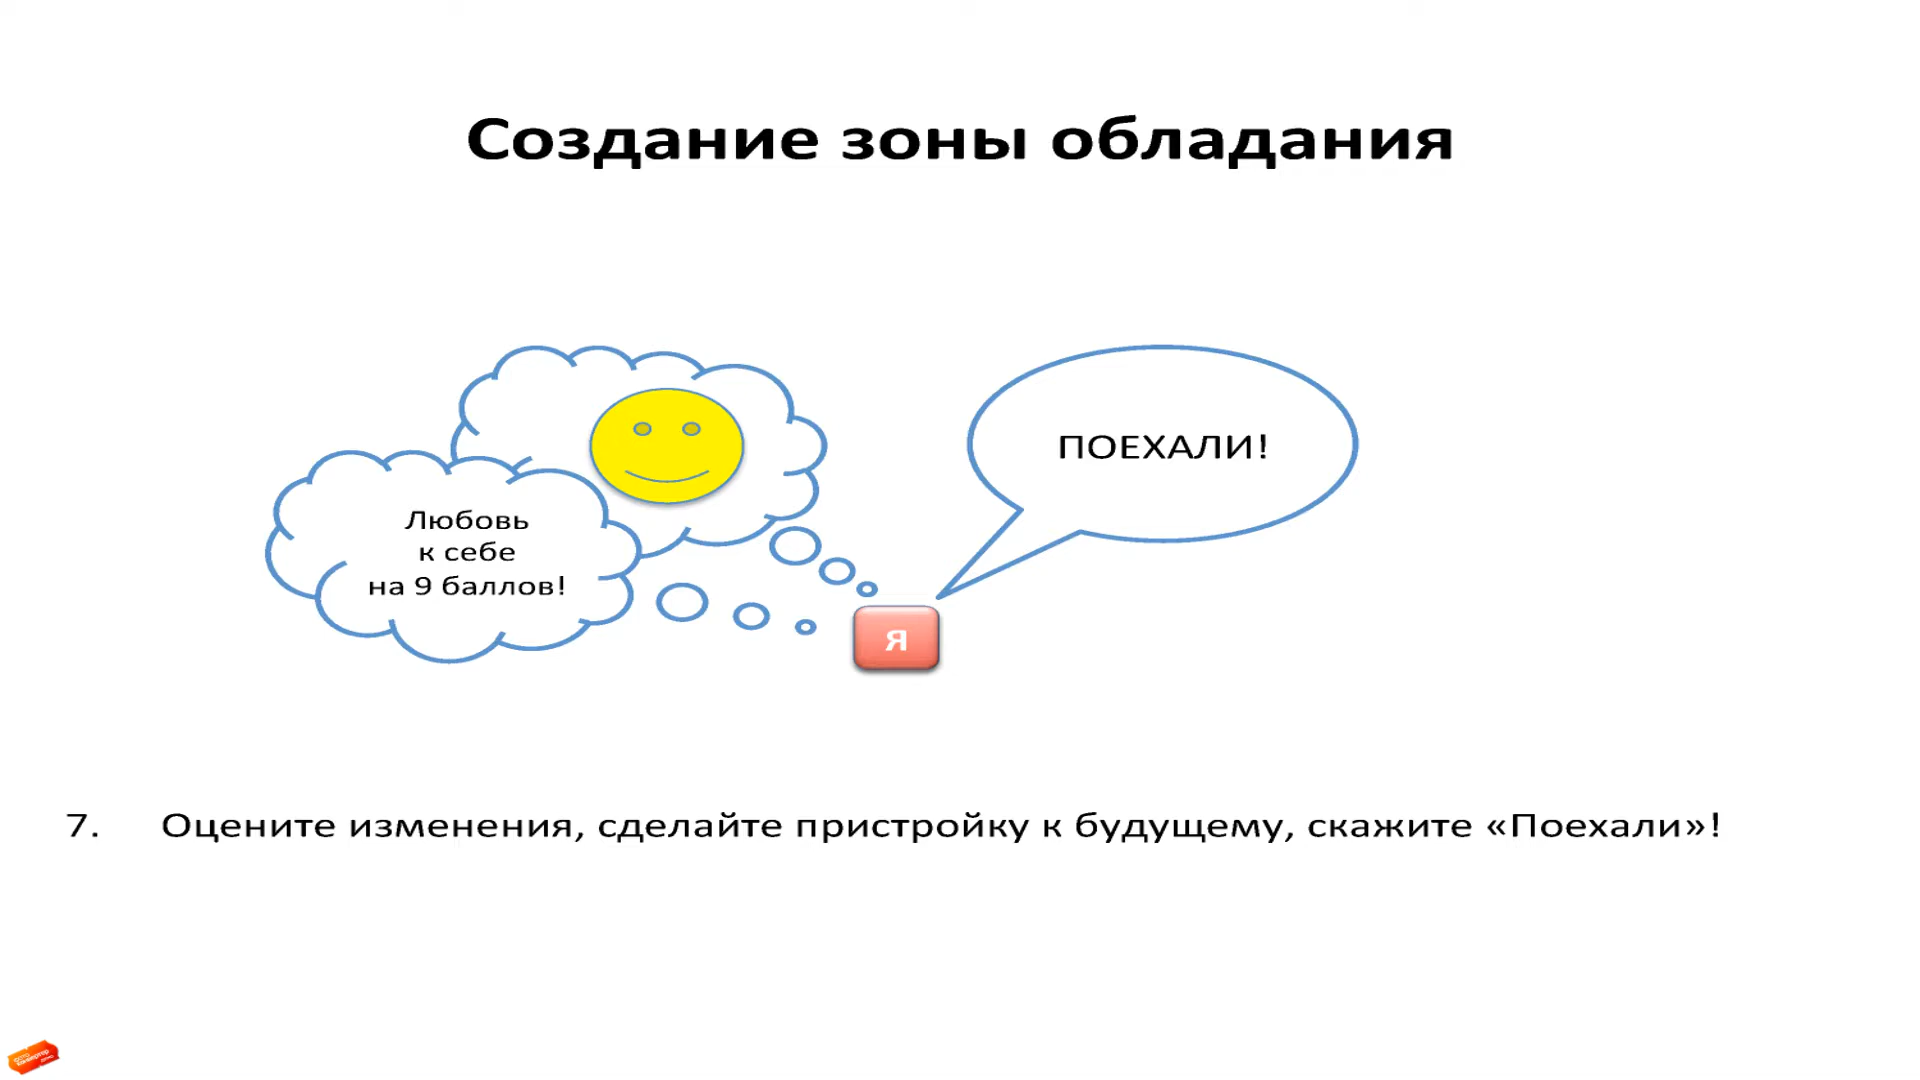 Создание зоны обладания
ПОЕХАЛИ!
Любовь
к себе
на 9 баллов!
Я
7. Оцените изменения, сделайте пристройку к будущему, скажите «Поехали»!